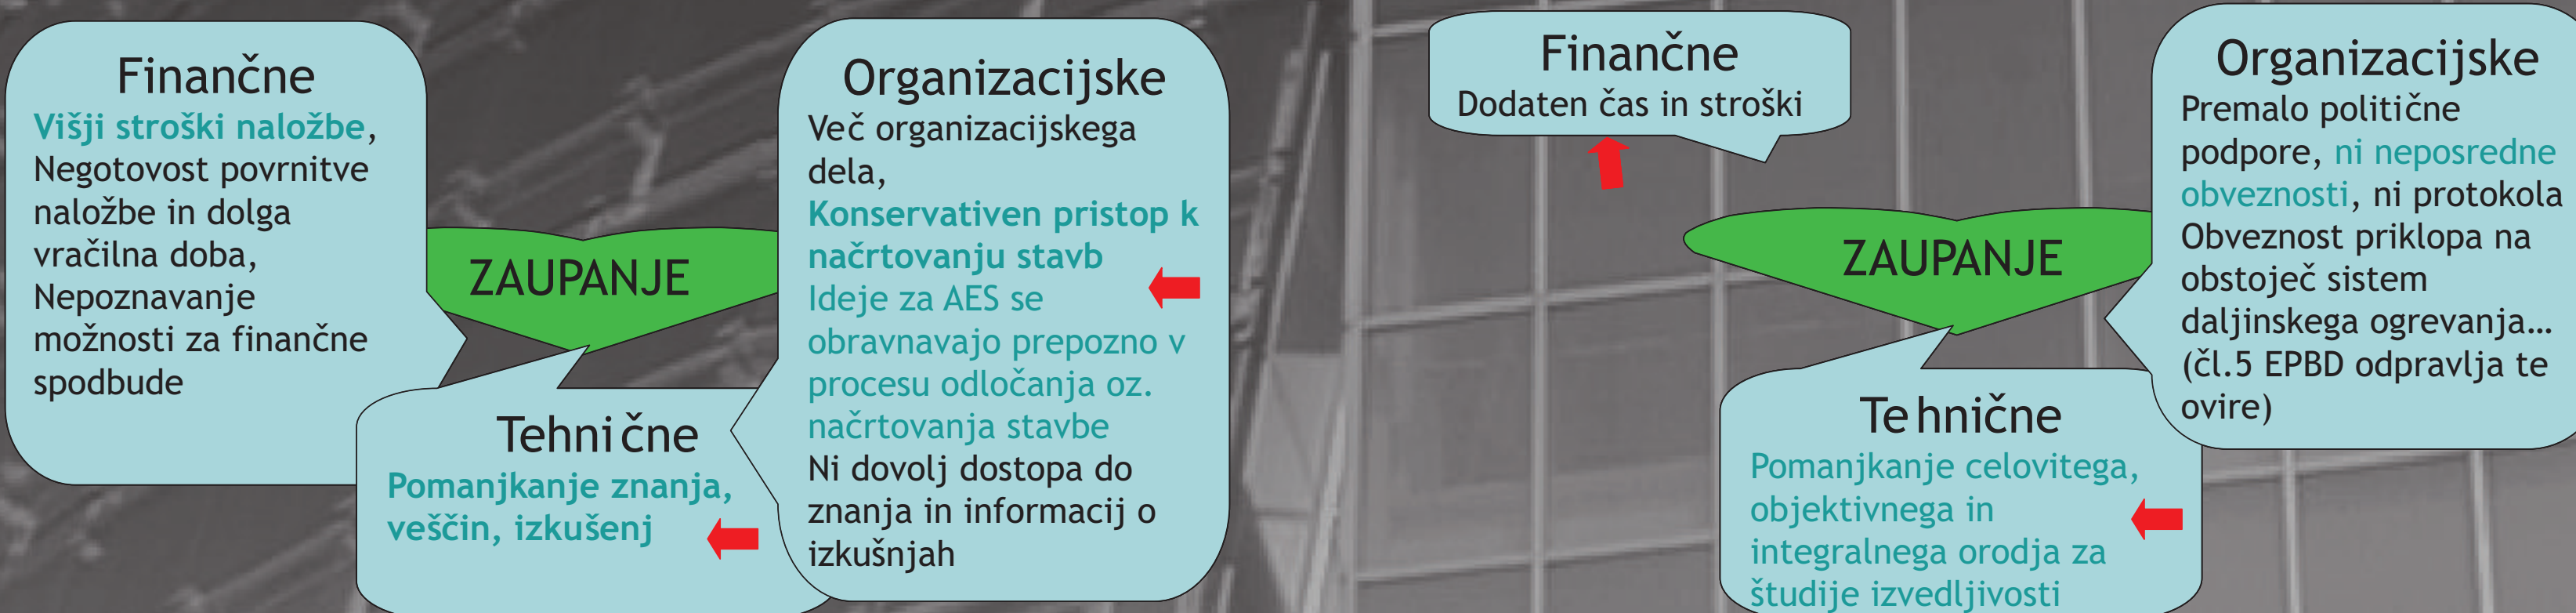 Finančne
Višji stroški naložbe,
Negotovost povrnitve
naložbe in dolga
vračilna doba,
Nepoznavanje
možnosti za finančne
spodbude
ZAUPANJE
Tehnične
Pomanjkanje znanja,
veščin, izkušenj
Organizacijske
Več organizacijskega
dela,
Konservativen pristop k
načrtovanju stavb
Ideje za AES se
obravnavajo prepozno v
procesu odločanja oz.
načrtovanja stavbe
Ni dovolj dostopa do
znanja in informacij o
izkušnjah
Finančne
Dodaten čas in stroški
ZAUPANJE
Tehnične
Pomanjkanje celovitega,
objektivnega in
integralnega orodja za
študije izvedljivosti
Organizacijske
Premalo politične
podpore, ni neposredne
obveznosti, ni protokola
Obveznost priklopa na
obstoječ sistem
daljinskega ogrevanja…
(čl.5 EPBD odpravlja te
ovire)